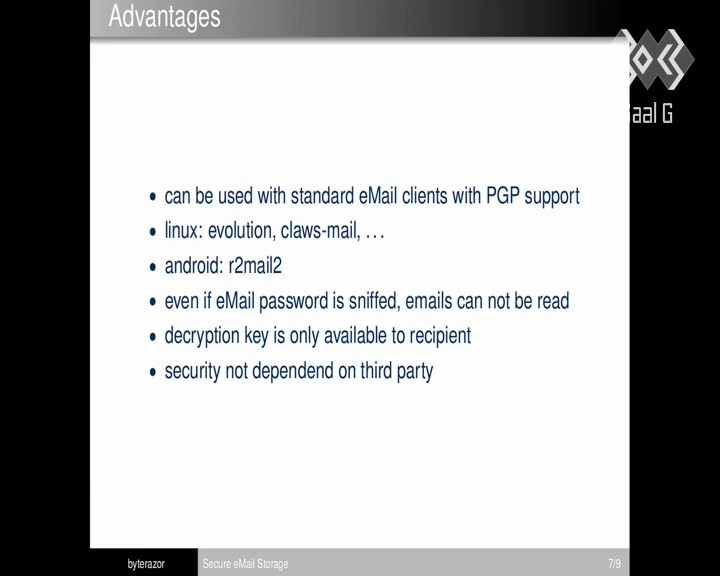 Advantages
aal G
• can be used with standard eMail clients with PGP support
• linux: evolution, claws-mail, ...
• android: r2mail2
• even if eMail password is sniffed, emails can not be read
• decryption key is only available to recipient
• security not dependend on third party
byterazor Secure eMail Storage 7/9